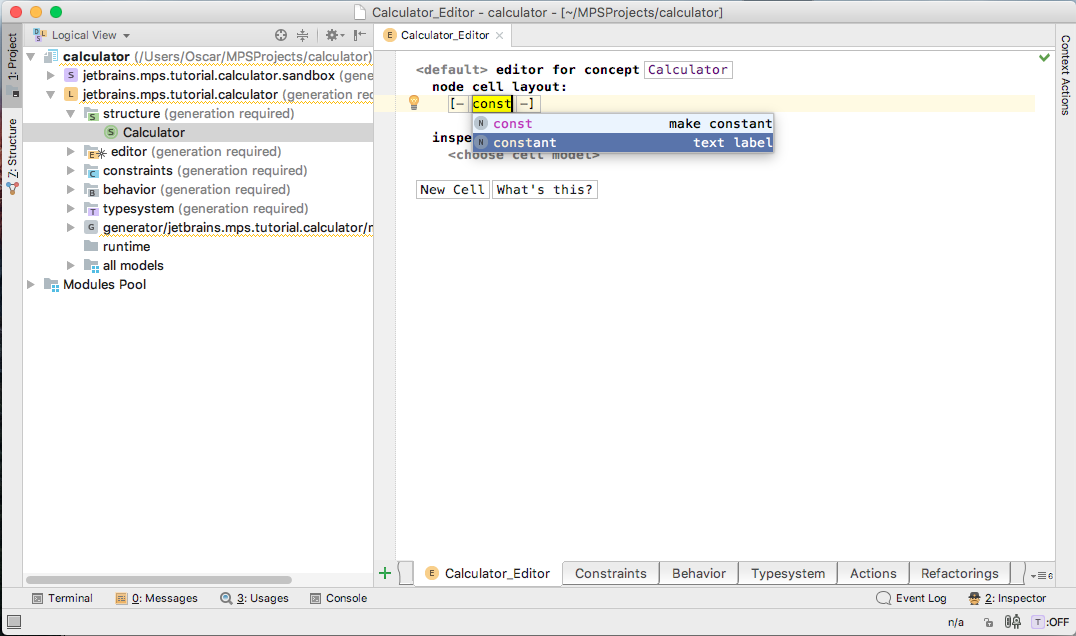 Calculator_Editor - calculator - [~/MPSProjects/calculator]
1: Project
Z: Structure
Logical View
calculator (/Users/Oscar/MPSProjects/calculator)
jetbrains.mps.tutorial.calculator.sandbox (gene
jetbrains.mps.tutorial.calculator (generation rec
structure (generation required)
Calculator
editor (generation required)
constraints (generation required)
behavior (generation required)
typesystem (generation required)
generator/jetbrains.mps.tutorial.calculator/r
runtime
all models
Modules Pool
Calculator_Editor
<default> editor for concept Calculator
node cell layout:
[- const -]
const make constant
constant text label
inspe
<choose cell model>
New Cell What's this?
Context Actions
Calculator_Editor Constraints Behavior Typesystem Actions Refactorings
6
Terminal 0: Messages 3: Usages Console Event Log 2: Inspector
n/a T :OFF